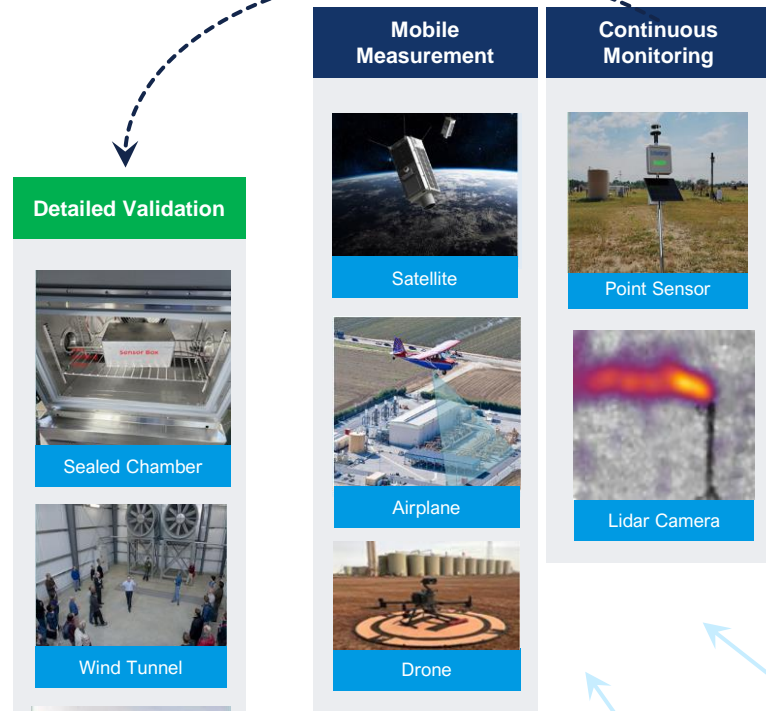 Mobile
Measurement
Continuous
Monitoring
Detailed Validation
Sensor Box
Sealed Chamber
Wind Tunnel
Satellite
Airplane
Drone
Point Sensor
Lidar Camera